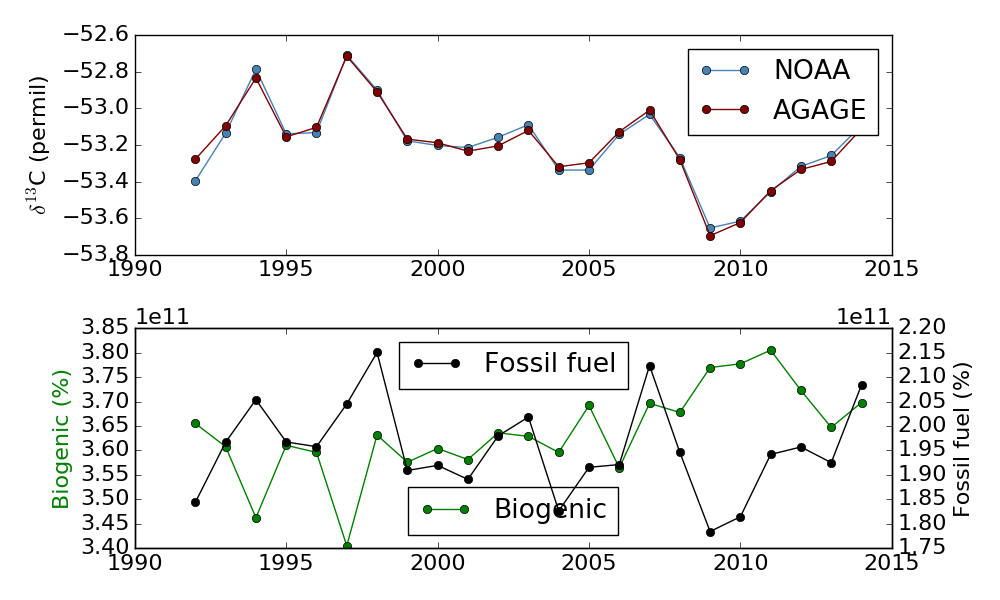 −52.6
−52.8
−53.0
−53.2
−53.4
−53.6
−53.8
δ¹³C (permil)
NOAA
AGAGE
1990 1995 2000 2005 2010 2015
1e11 1e11
3.85
3.80
3.75
3.70
3.65
3.60
3.55
3.50
3.45
3.40
Biogenic (%)
Fossil fuel
Biogenic
2.20
2.15
2.10
2.05
2.00
1.95
1.90
1.85
1.80
1.75
Fossil fuel (%)
1990 1995 2000 2005 2010 2015